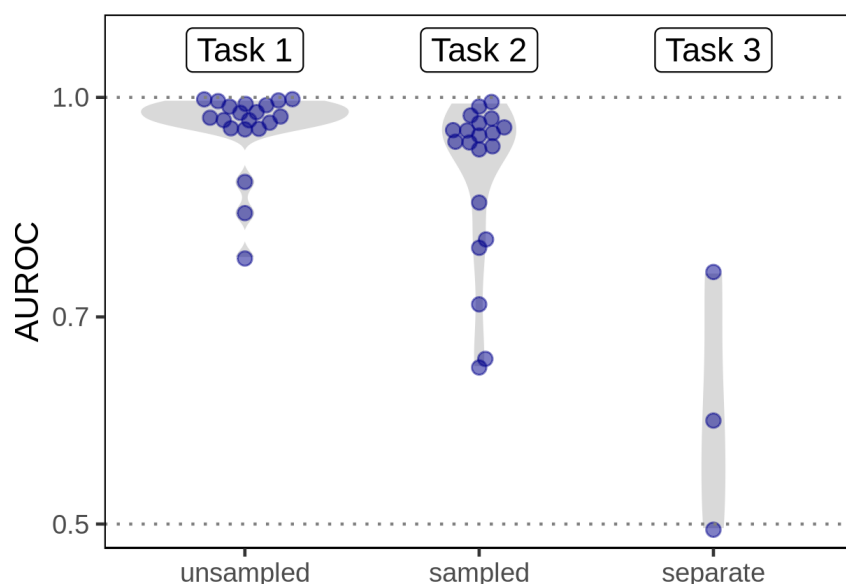 Task 1 Task 2 Task 3
1.0
0.7
0.5
AUROC
unsampled sampled separate